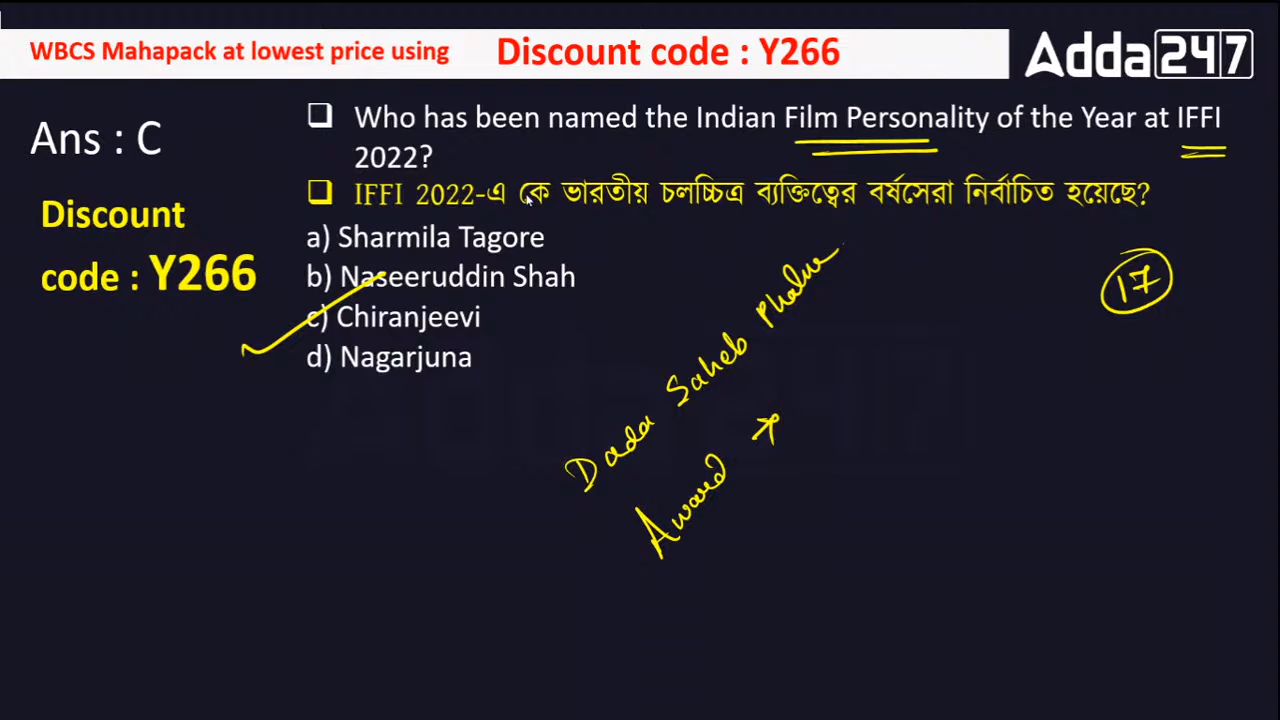 WBCS Mahapack at lowest price using
Discount code : Y266
Adda247
Ans : C
Discount
code : Y266
❑ Who has been named the Indian Film Personality of the Year at IFFI
2022?
❑ IFFI 2022-এ কে ভারতীয় চলচ্চিত্র ব্যক্তিত্বের বর্ষসেরা নির্বাচিত হয়েছে?
a) Sharmila Tagore
b) Naseeruddin Shah
c) Chiranjeevi
d) Nagarjuna
17
Dada Saheb Phalke
Award